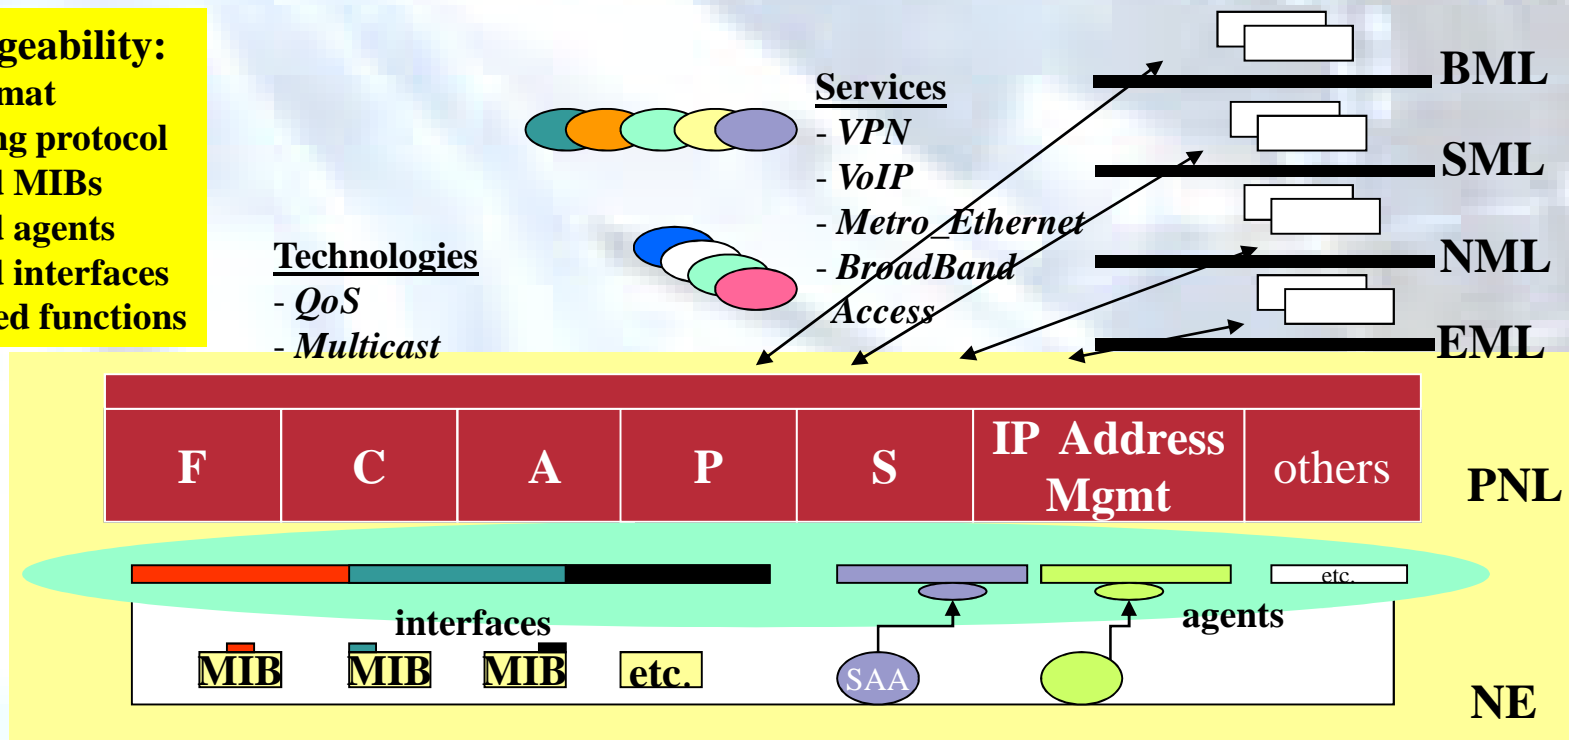 geability:
mat
ng protocol
d MIBs
d agents
d interfaces
ed functions
Technologies
- QoS
- Multicast
Services
- VPN
- VoIP
- Metro_Ethernet
- BroadBand
Access
BML
SML
NML
EML
F
C
A
P
S
IP Address
Mgmt
others
PNL
etc.
interfaces
agents
MIB
MIB
MIB
etc.
SAA
NE